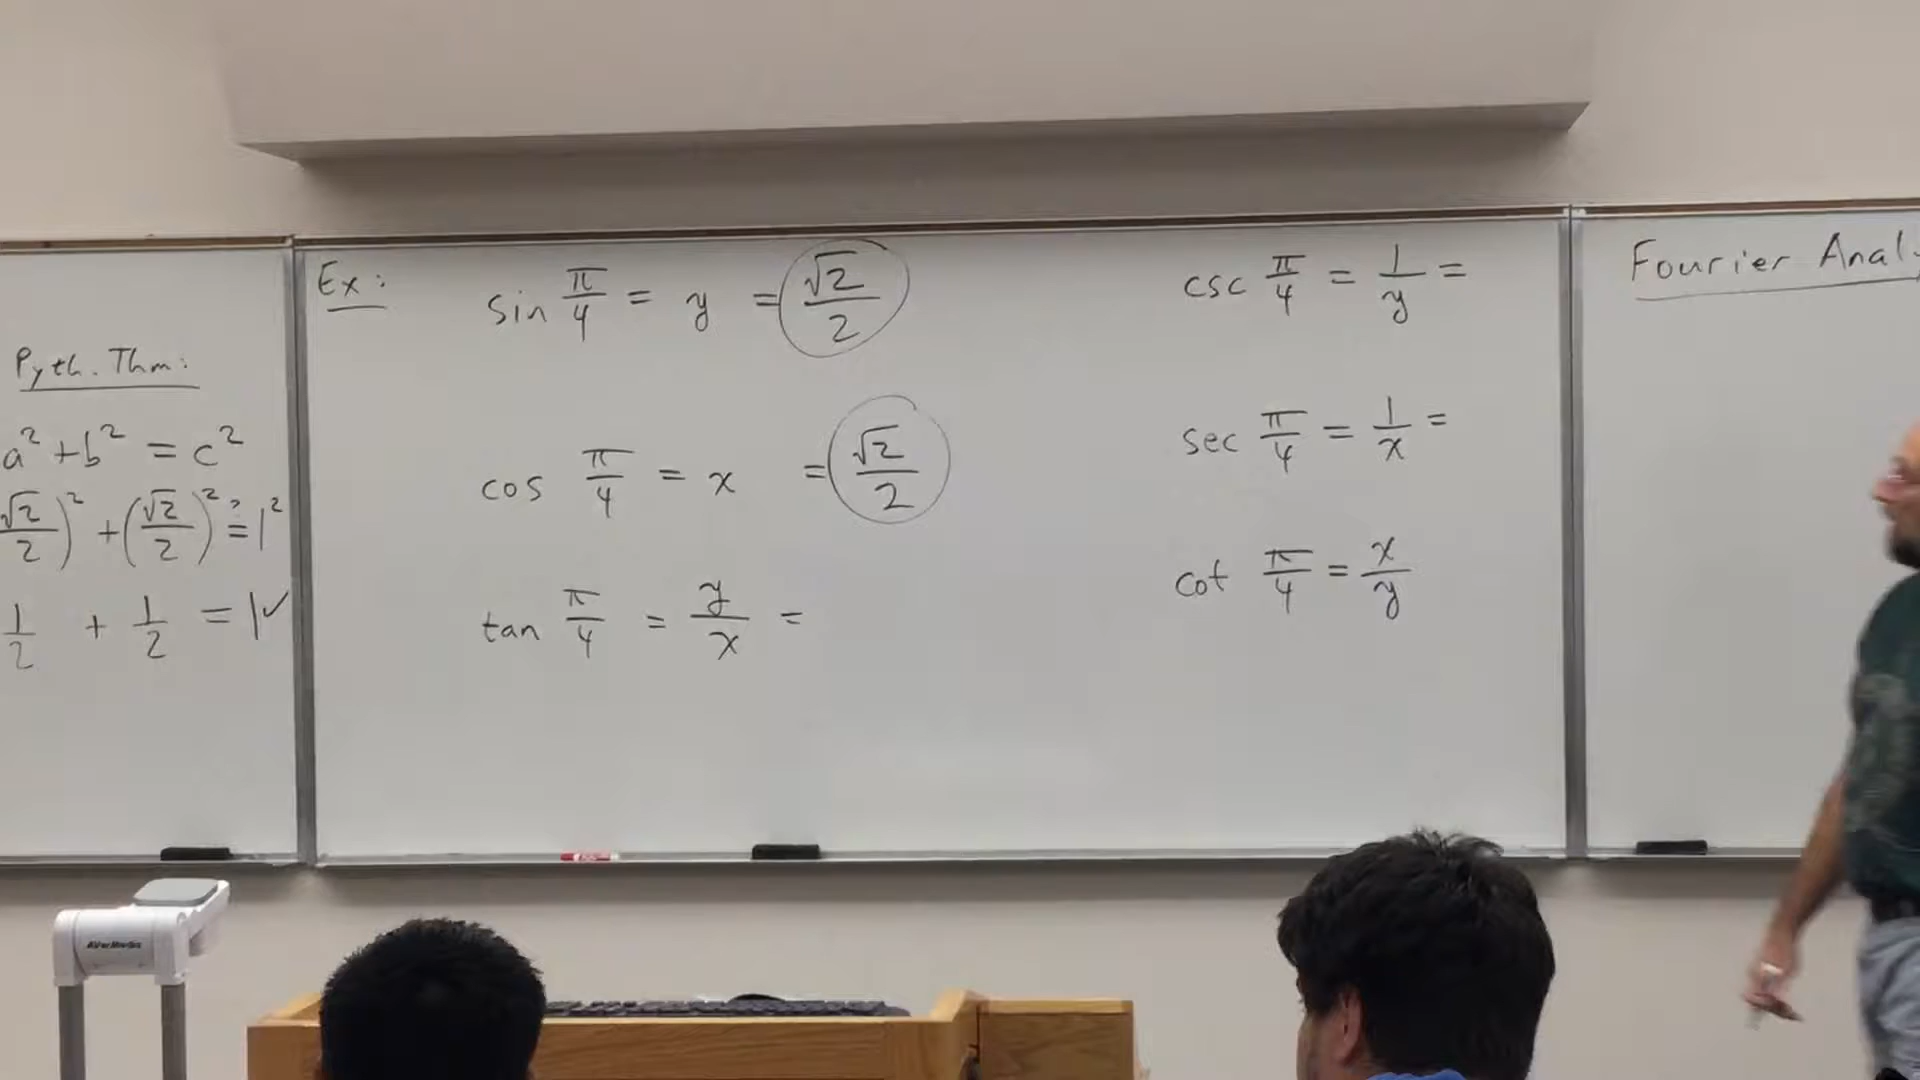 Pyth. Thm:
a² + b² = c²
(√2/2)² + (√2/2)² ≟ 1²
1/2 + 1/2 = 1 ✓
Ex:
sin π/4 = y = √2/2
cos π/4 = x = √2/2
tan π/4 = y/x =
csc π/4 = 1/y =
sec π/4 = 1/x =
cot π/4 = x/y
Fourier Anal
AVerMedia